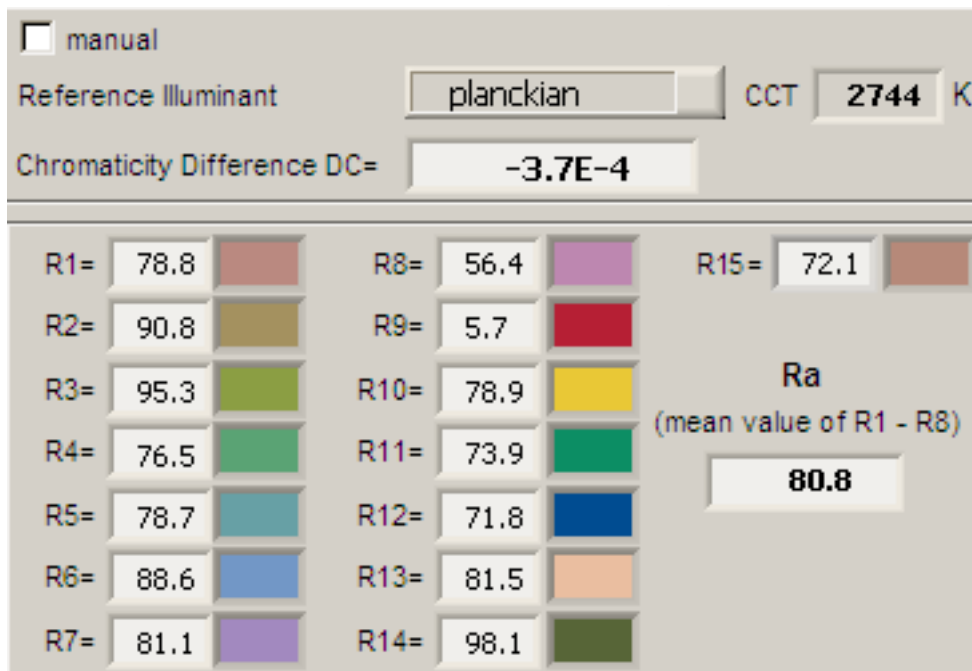 manual
Reference Illuminant planckian CCT 2744 K
Chromaticity Difference DC= -3.7E-4
R1= 78.8 R8= 56.4 R15= 72.1
R2= 90.8 R9= 5.7
R3= 95.3 R10= 78.9 Ra
R4= 76.5 R11= 73.9 (mean value of R1 - R8)
R5= 78.7 R12= 71.8 80.8
R6= 88.6 R13= 81.5
R7= 81.1 R14= 98.1